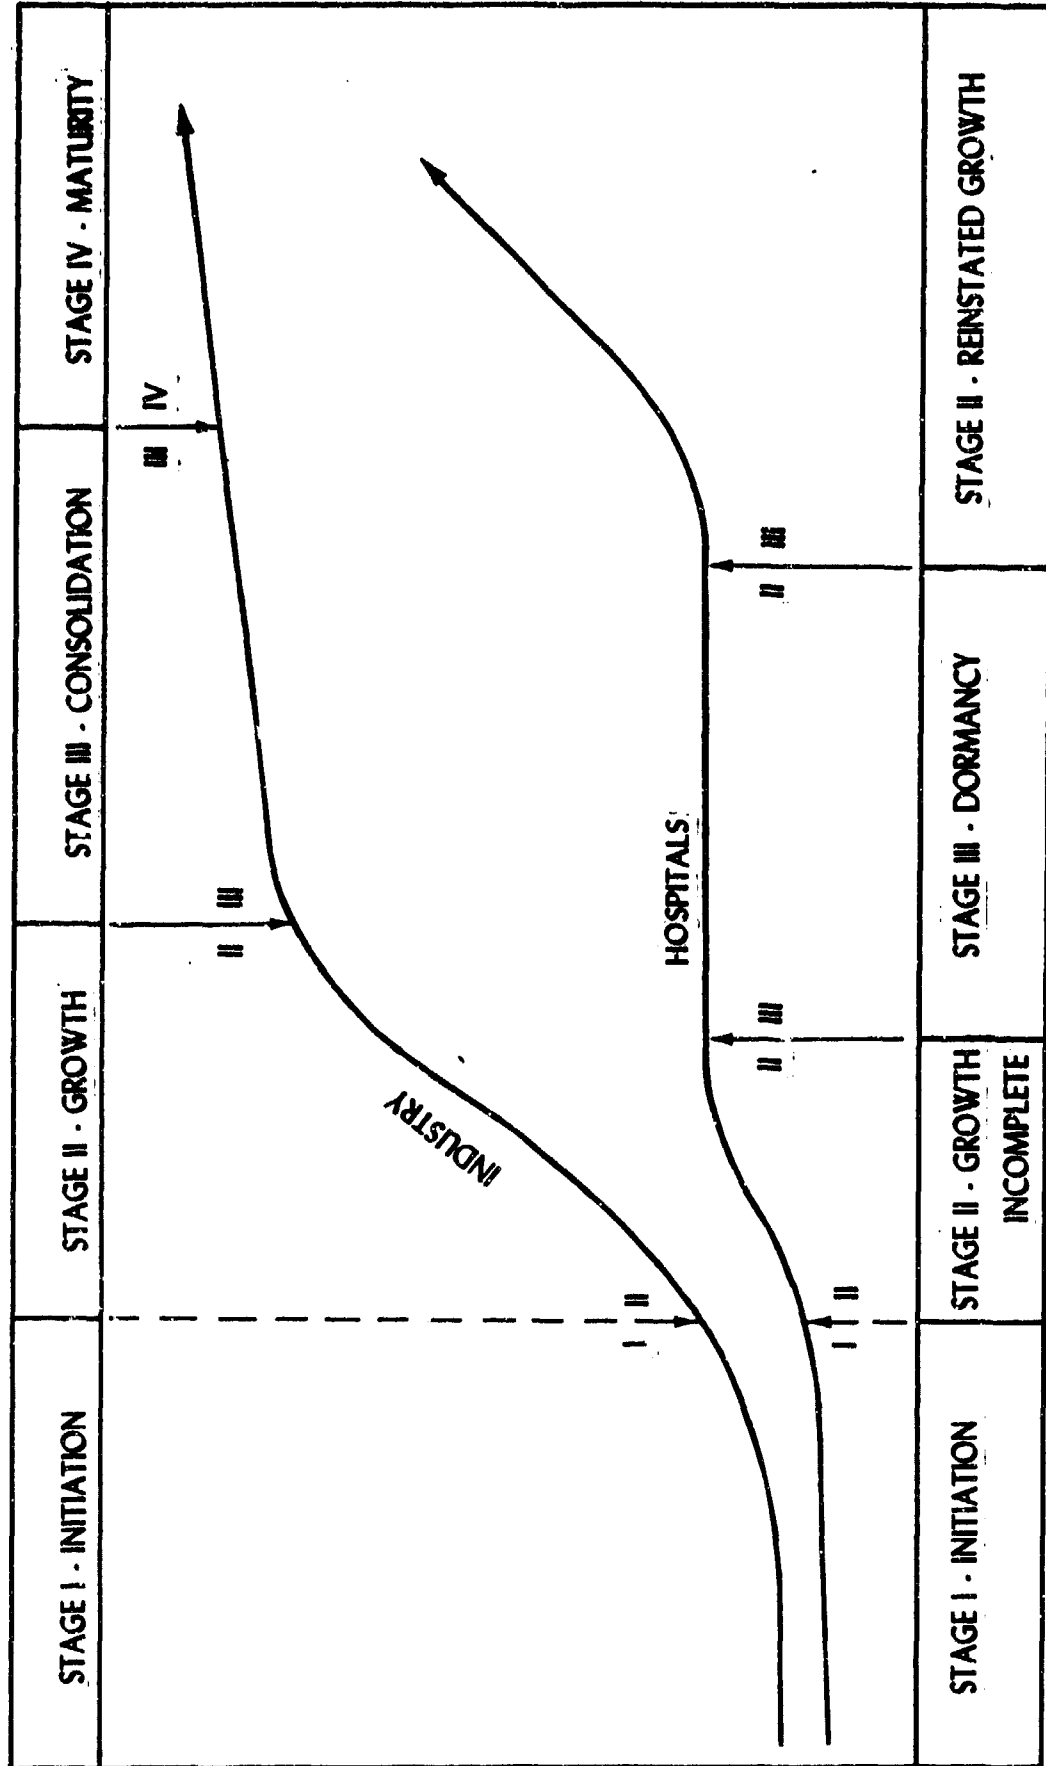 STAGE I - INITIATION
STAGE II - GROWTH
STAGE III - CONSOLIDATION
STAGE IV - MATURITY
III IV
II III
INDUSTRY
I II
HOSPITALS
II III
II III
I II
STAGE I - INITIATION
STAGE II - GROWTH
INCOMPLETE
STAGE III - DORMANCY
STAGE II - REINSTATED GROWTH